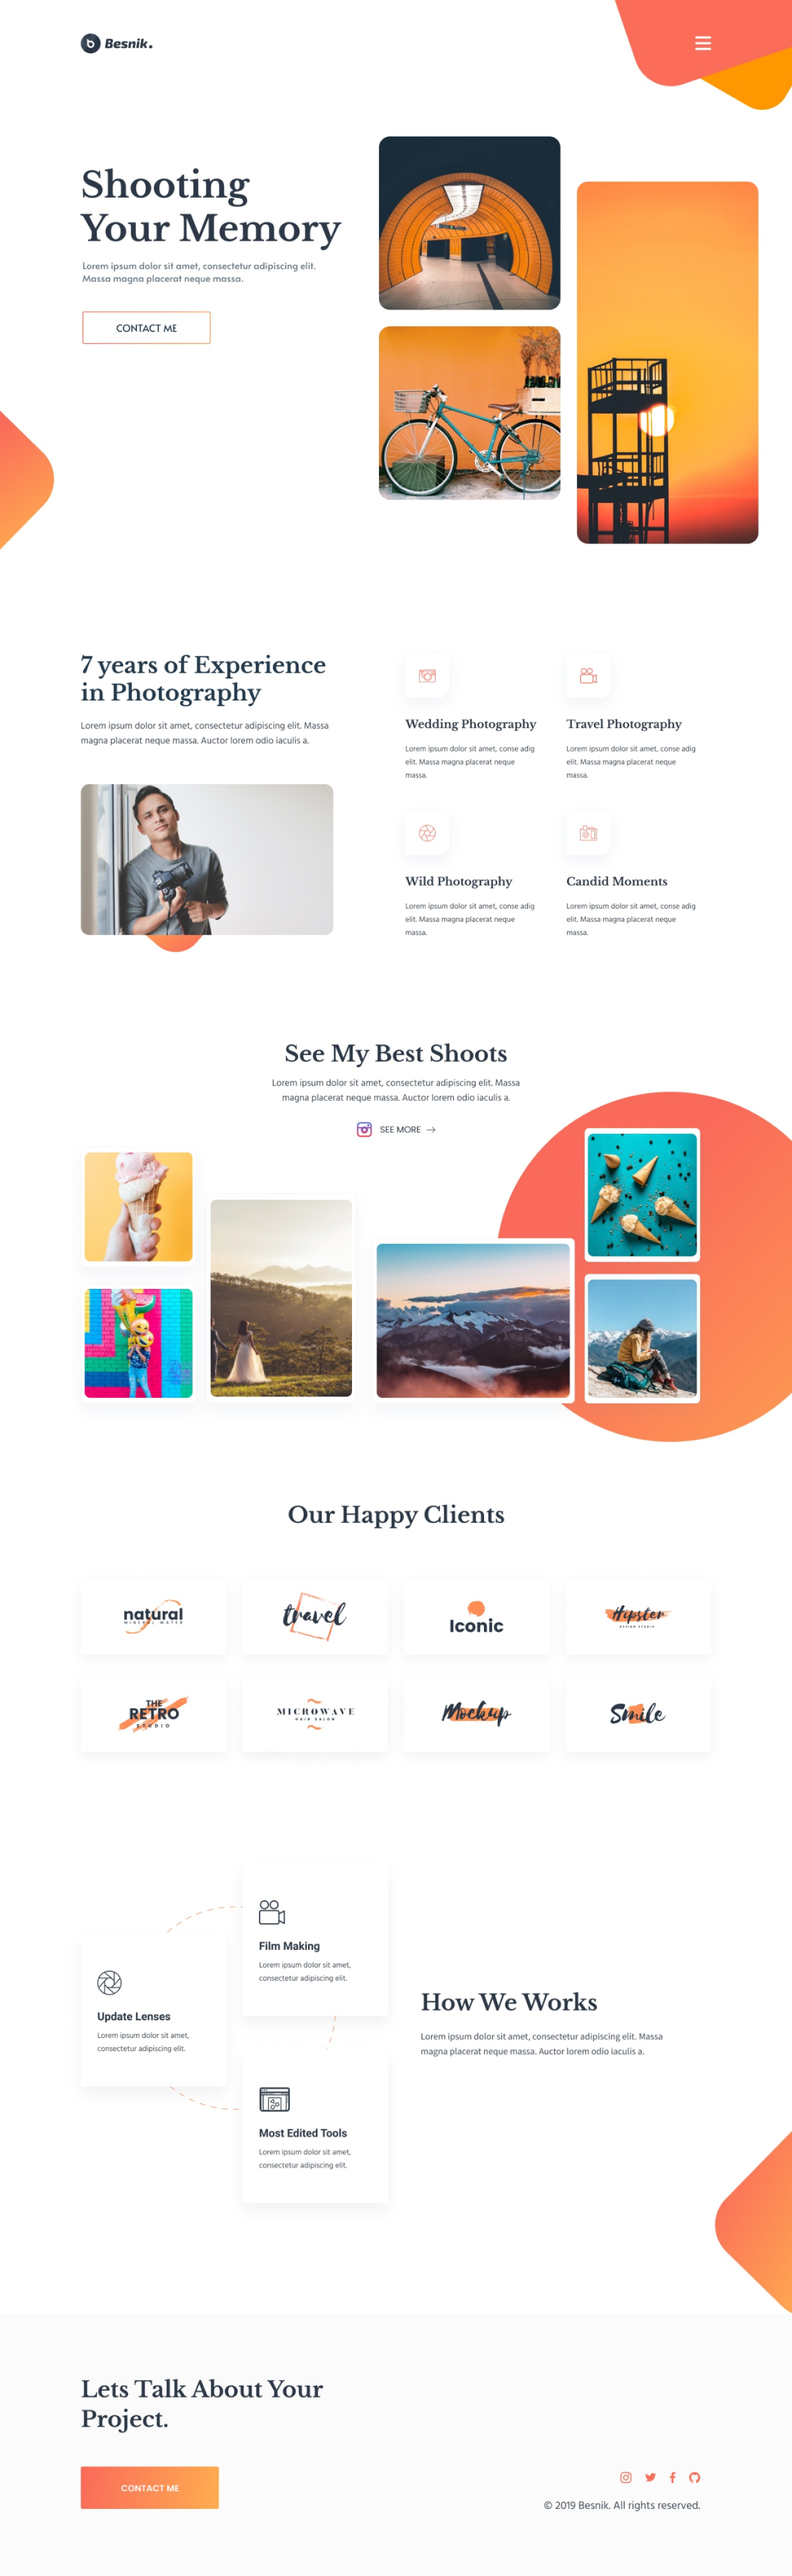 Besnik.
Shooting
Your Memory
Lorem ipsum dolor sit amet, consectetur adipiscing elit.
Massa magna placerat neque massa.
CONTACT ME
7 years of Experience
in Photography
Lorem ipsum dolor sit amet, consectetur adipiscing elit. Massa
magna placerat neque massa. Auctor lorem odio iaculis a.
Wedding Photography
Lorem ipsum dolor sit amet, conse adig
elit. Massa magna placerat neque
massa.
Travel Photography
Lorem ipsum dolor sit amet, conse adig
elit. Massa magna placerat neque
massa.
Wild Photography
Lorem ipsum dolor sit amet, conse adig
elit. Massa magna placerat neque
massa.
Candid Moments
Lorem ipsum dolor sit amet, conse adig
elit. Massa magna placerat neque
massa.
See My Best Shoots
Lorem ipsum dolor sit amet, consectetur adipiscing elit. Massa
magna placerat neque massa. Auctor lorem odio iaculis a.
SEE MORE
Our Happy Clients
natural
MINERAL WATER
travel
Iconic
Hipster
DESIGN STUDIO
THE
RETRO
STUDIO
MICROWAVE
HAIR SALON
Mockup
Smile
Film Making
Lorem ipsum dolor sit amet,
consectetur adipiscing elit.
Update Lenses
Lorem ipsum dolor sit amet,
consectetur adipiscing elit.
Most Edited Tools
Lorem ipsum dolor sit amet,
consectetur adipiscing elit.
How We Works
Lorem ipsum dolor sit amet, consectetur adipiscing elit. Massa
magna placerat neque massa. Auctor lorem odio iaculis a.
Lets Talk About Your
Project.
CONTACT ME
© 2019 Besnik. All rights reserved.